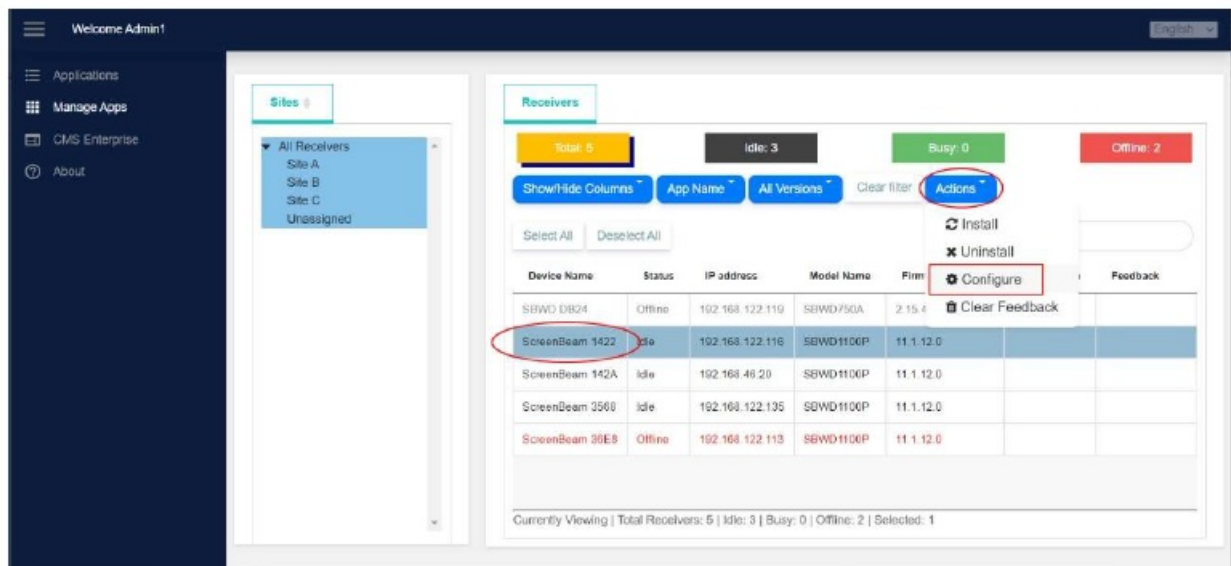 Welcome Admin1
English
Applications
Manage Apps
CMS Enterprise
About
Sites
All Receivers
Site A
Site B
Site C
Unassigned
Receivers
Total: 5
Idle: 3
Busy: 0
Offline: 2
Show/Hide Columns
App Name
All Versions
Clear filter
Actions
Install
Uninstall
Configure
Clear Feedback
Select All Deselect All
Device Name Status IP address Model Name Firm Feedback
SBWD DB24 Offline 192.168.122.119 SBWD750A 2.15.4
ScreenBeam 1422 Idle 192.168.122.116 SBWD1100P 11.1.12.0
ScreenBeam 142A Idle 192.168.46.20 SBWD1100P 11.1.12.0
ScreenBeam 3568 Idle 192.168.122.135 SBWD1100P 11.1.12.0
ScreenBeam 36E8 Offline 192.168.122.113 SBWD1100P 11.1.12.0
Currently Viewing | Total Receivers: 5 | Idle: 3 | Busy: 0 | Offline: 2 | Selected: 1